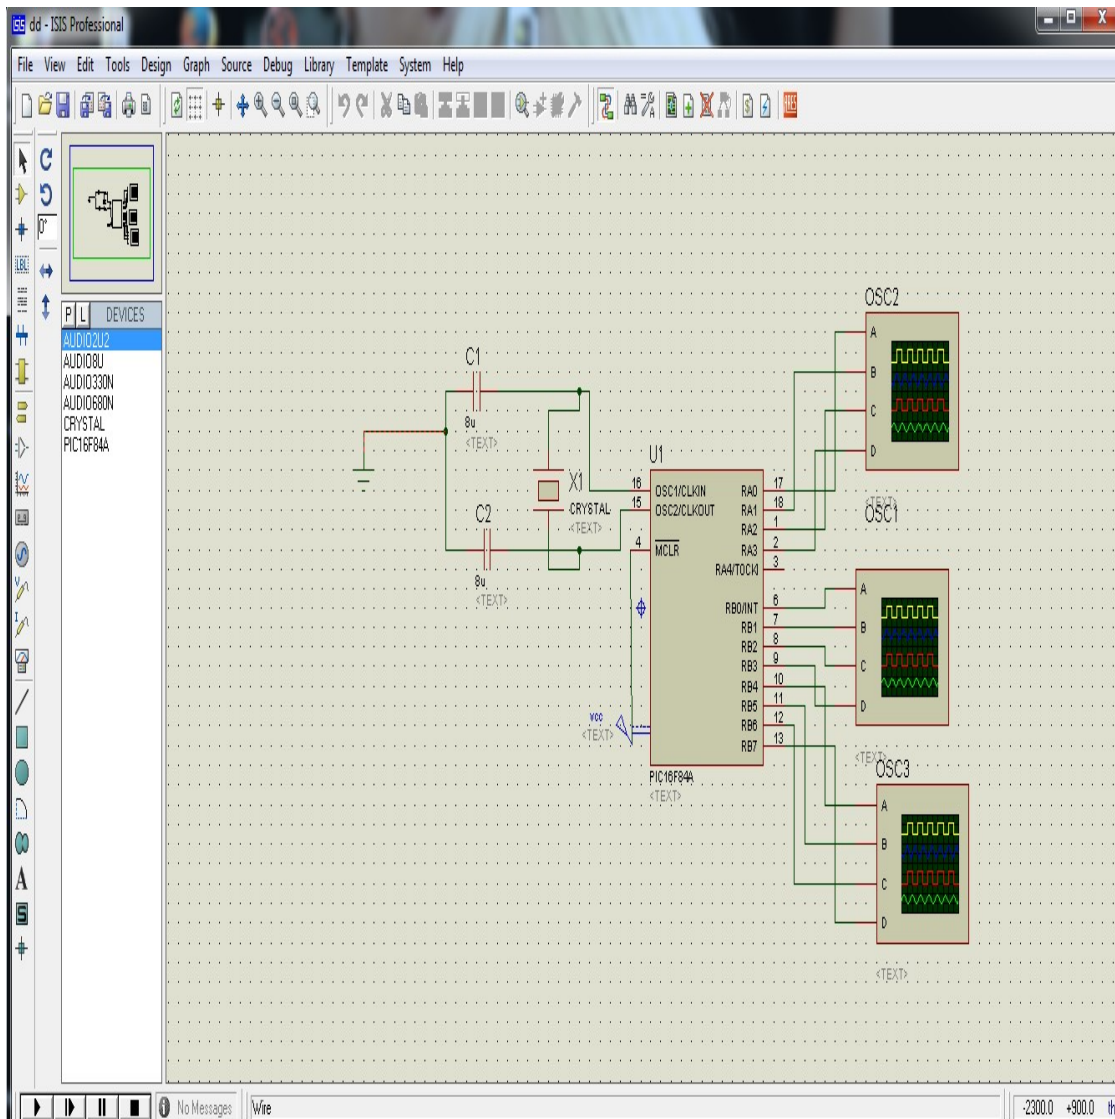 dd - ISIS Professional
File View Edit Tools Design Graph Source Debug Library Template System Help
0°
LBL
P L DEVICES
AUDIO2U2
AUDIO8U
AUDIO330N
AUDIO680N
CRYSTAL
PIC16F84A
C1
8u
<TEXT>
C2
8u
<TEXT>
X1
CRYSTAL
<TEXT>
U1
16 OSC1/CLKIN
15 OSC2/CLKOUT
4 MCLR
RA0 17
RA1 18
RA2 1
RA3 2
RA4/T0CKI 3
RB0/INT 6
RB1 7
RB2 8
RB3 9
RB4 10
RB5 11
RB6 12
RB7 13
vcc
<TEXT>
PIC16F84A
<TEXT>
OSC2
A
B
C
D
<TEXT>
OSC1
A
B
C
D
<TEXT>
OSC3
A
B
C
D
<TEXT>
No Messages Wire -2300.0 +900.0 th